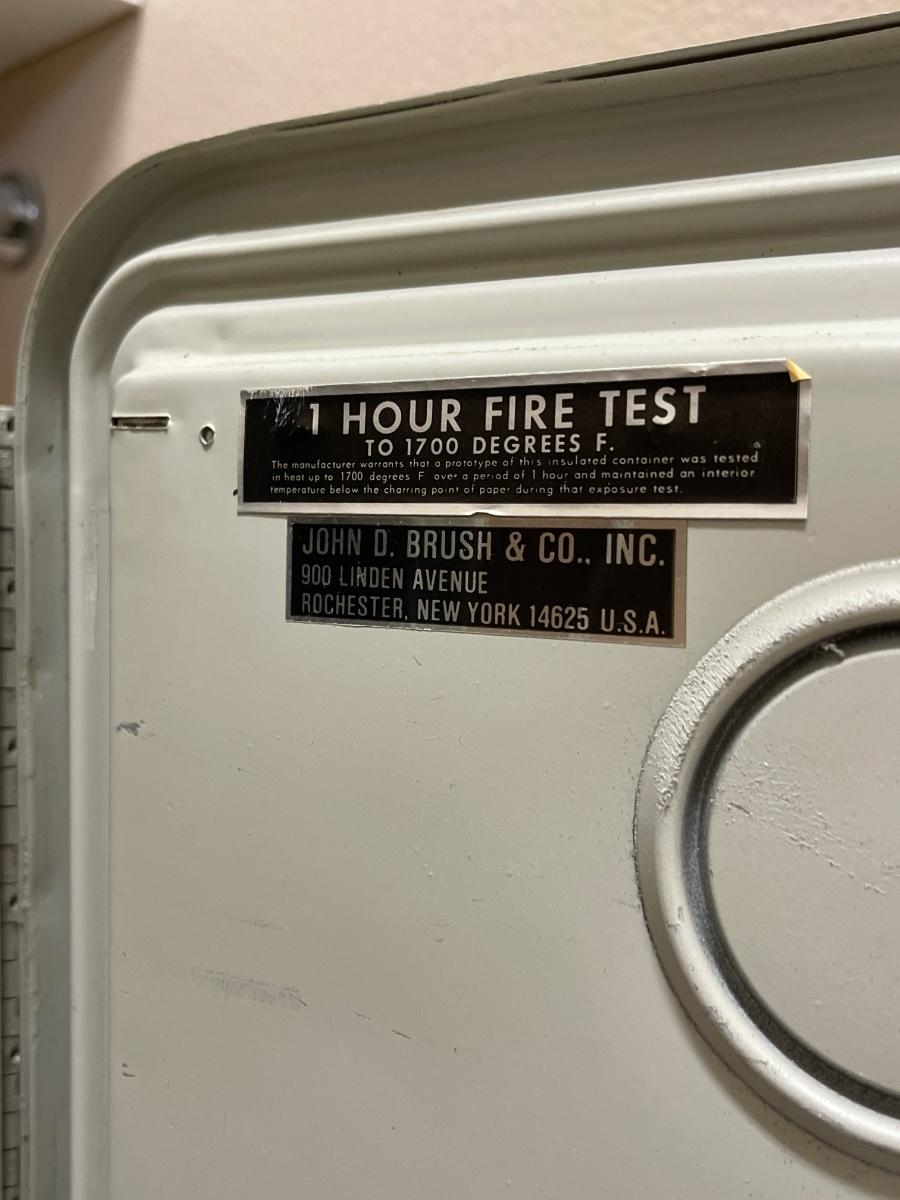 1 HOUR FIRE TEST
TO 1700 DEGREES F.
The manufacturer warrants that a prototype of this insulated container was tested
in heat up to 1700 degrees F over a period of 1 hour and maintained an interior
temperature below the charring point of paper during that exposure test.
JOHN D. BRUSH & CO., INC.
900 LINDEN AVENUE
ROCHESTER, NEW YORK 14625 U.S.A.